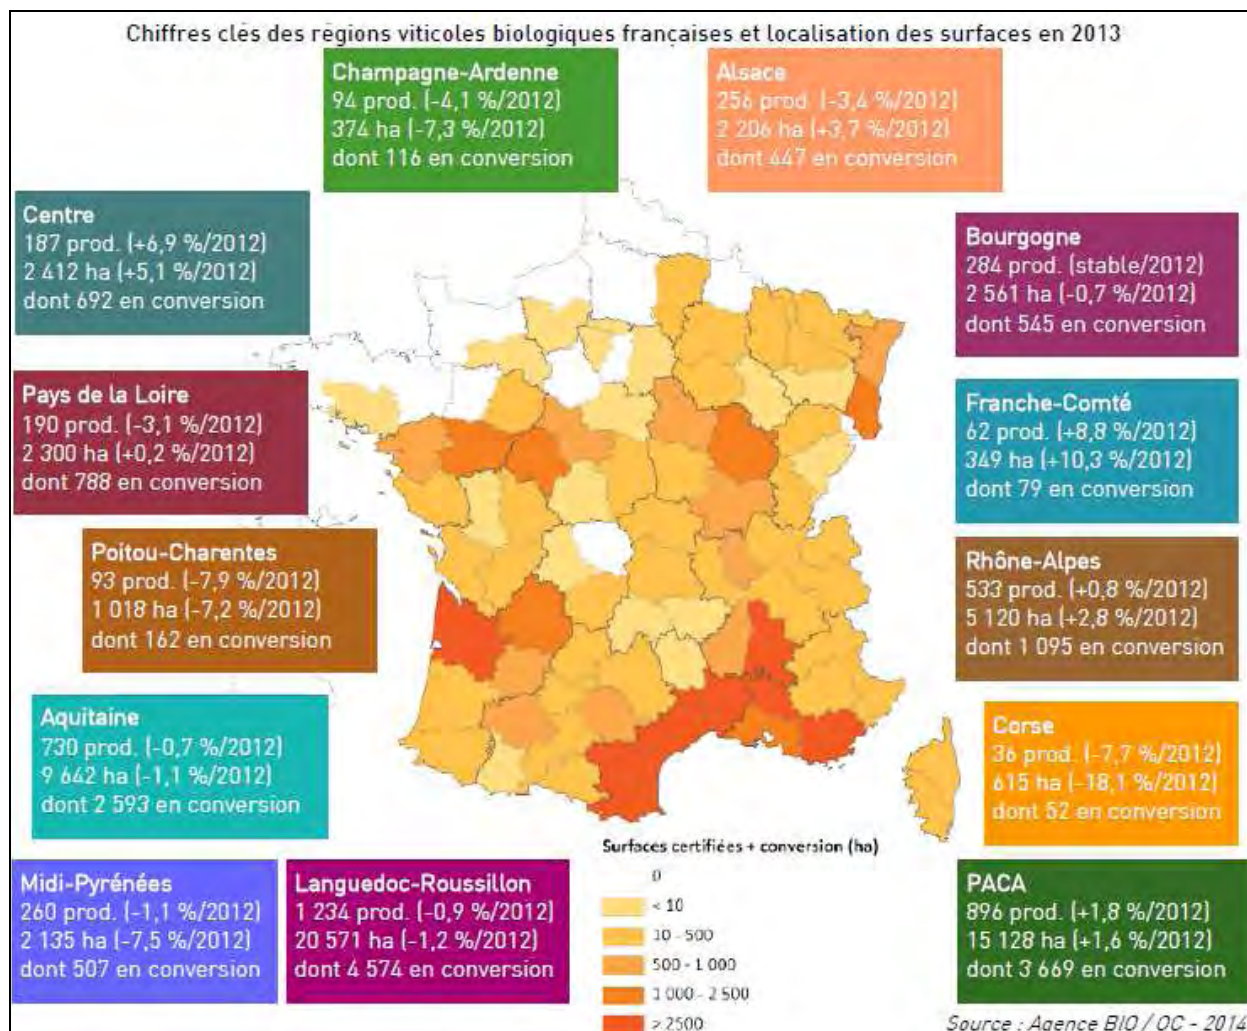 Chiffres clés des régions viticoles biologiques françaises et localisation des surfaces en 2013
Champagne-Ardenne
94 prod. (-4,1 %/2012)
374 ha (-7,3 %/2012)
dont 116 en conversion
Alsace
256 prod. (-3,4 %/2012)
2 206 ha (+3,7 %/2012)
dont 447 en conversion
Centre
187 prod. (+6,9 %/2012)
2 412 ha (+5,1 %/2012)
dont 692 en conversion
Bourgogne
284 prod. (stable/2012)
2 561 ha (-0,7 %/2012)
dont 545 en conversion
Pays de la Loire
190 prod. (-3,1 %/2012)
2 300 ha (+0,2 %/2012)
dont 788 en conversion
Franche-Comté
62 prod. (+8,8 %/2012)
349 ha (+10,3 %/2012)
dont 79 en conversion
Poitou-Charentes
93 prod. (-7,9 %/2012)
1 018 ha (-7,2 %/2012)
dont 162 en conversion
Rhône-Alpes
533 prod. (+0,8 %/2012)
5 120 ha (+2,8 %/2012)
dont 1 095 en conversion
Aquitaine
730 prod. (-0,7 %/2012)
9 642 ha (-1,1 %/2012)
dont 2 593 en conversion
Corse
36 prod. (-7,7 %/2012)
615 ha (-18,1 %/2012)
dont 52 en conversion
Midi-Pyrénées
260 prod. (-1,1 %/2012)
2 135 ha (-7,5 %/2012)
dont 507 en conversion
Languedoc-Roussillon
1 234 prod. (-0,9 %/2012)
20 571 ha (-1,2 %/2012)
dont 4 574 en conversion
Surfaces certifiées + conversion (ha)
0
< 10
10 - 500
500 - 1 000
1 000 - 2 500
> 2500
PACA
896 prod. (+1,8 %/2012)
15 128 ha (+1,6 %/2012)
dont 3 669 en conversion
Source : Agence BIO / OC - 2014